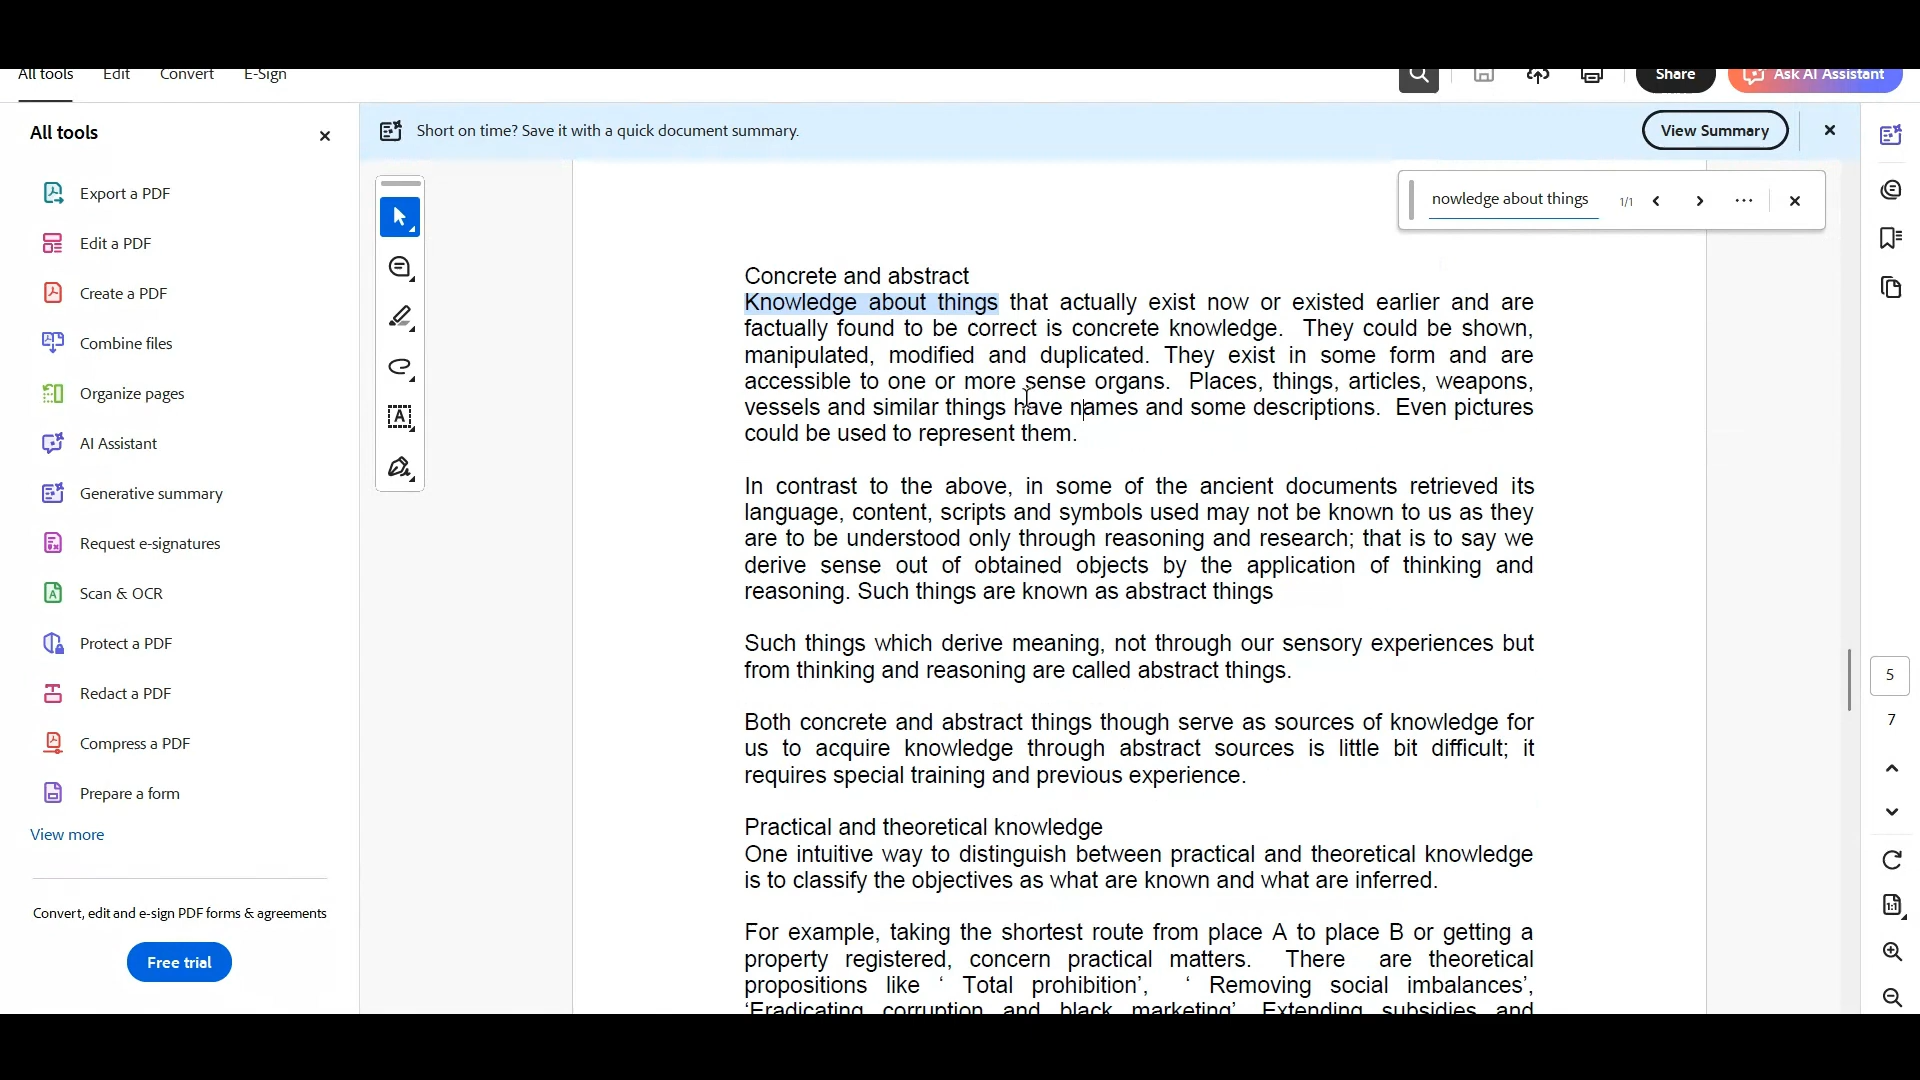 All tools Edit Convert E-Sign Share Ask AI Assistant
All tools
Short on time? Save it with a quick document summary. View Summary
Export a PDF
Edit a PDF
Create a PDF
Combine files
Organize pages
AI Assistant
Generative summary
Request e-signatures
Scan & OCR
Protect a PDF
Redact a PDF
Compress a PDF
Prepare a form
View more
Convert, edit and e-sign PDF forms & agreements
Free trial
nowledge about things 1/1
Concrete and abstract
Knowledge about things that actually exist now or existed earlier and are
factually found to be correct is concrete knowledge. They could be shown,
manipulated, modified and duplicated. They exist in some form and are
accessible to one or more sense organs. Places, things, articles, weapons,
vessels and similar things have names and some descriptions. Even pictures
could be used to represent them.
In contrast to the above, in some of the ancient documents retrieved its
language, content, scripts and symbols used may not be known to us as they
are to be understood only through reasoning and research; that is to say we
derive sense out of obtained objects by the application of thinking and
reasoning. Such things are known as abstract things
Such things which derive meaning, not through our sensory experiences but
from thinking and reasoning are called abstract things.
Both concrete and abstract things though serve as sources of knowledge for
us to acquire knowledge through abstract sources is little bit difficult; it
requires special training and previous experience.
Practical and theoretical knowledge
One intuitive way to distinguish between practical and theoretical knowledge
is to classify the objectives as what are known and what are inferred.
For example, taking the shortest route from place A to place B or getting a
property registered, concern practical matters. There are theoretical
propositions like ‘ Total prohibition’, ‘ Removing social imbalances’,
‘Eradicating corruption and black marketing’ Extending subsidies and
5
7